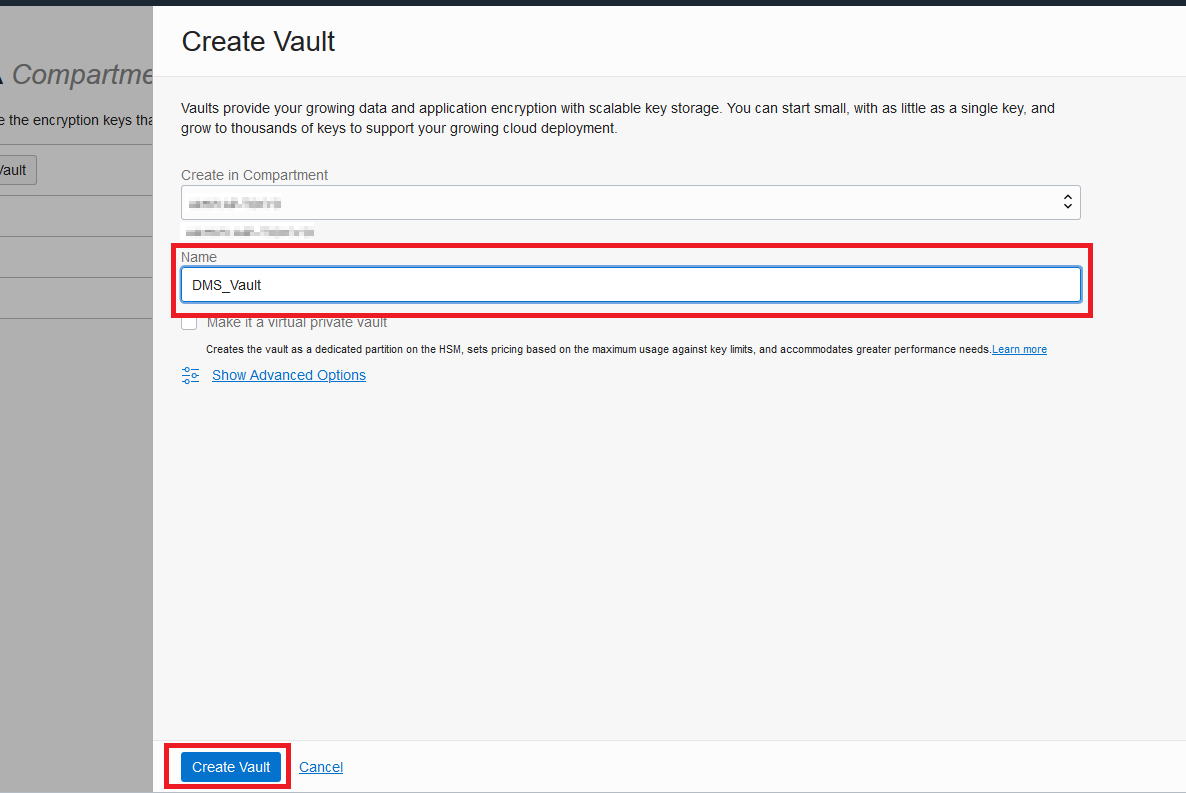 Create Vault
Compartme
Vaults provide your growing data and application encryption with scalable key storage. You can start small, with as little as a single key, and
grow to thousands of keys to support your growing cloud deployment.
e the encryption keys tha
Vault
Create in Compartment
Name
DMS_Vault
Make it a virtual private vault
Creates the vault as a dedicated partition on the HSM, sets pricing based on the maximum usage against key limits, and accommodates greater performance needs.Learn more
Show Advanced Options
Create Vault Cancel